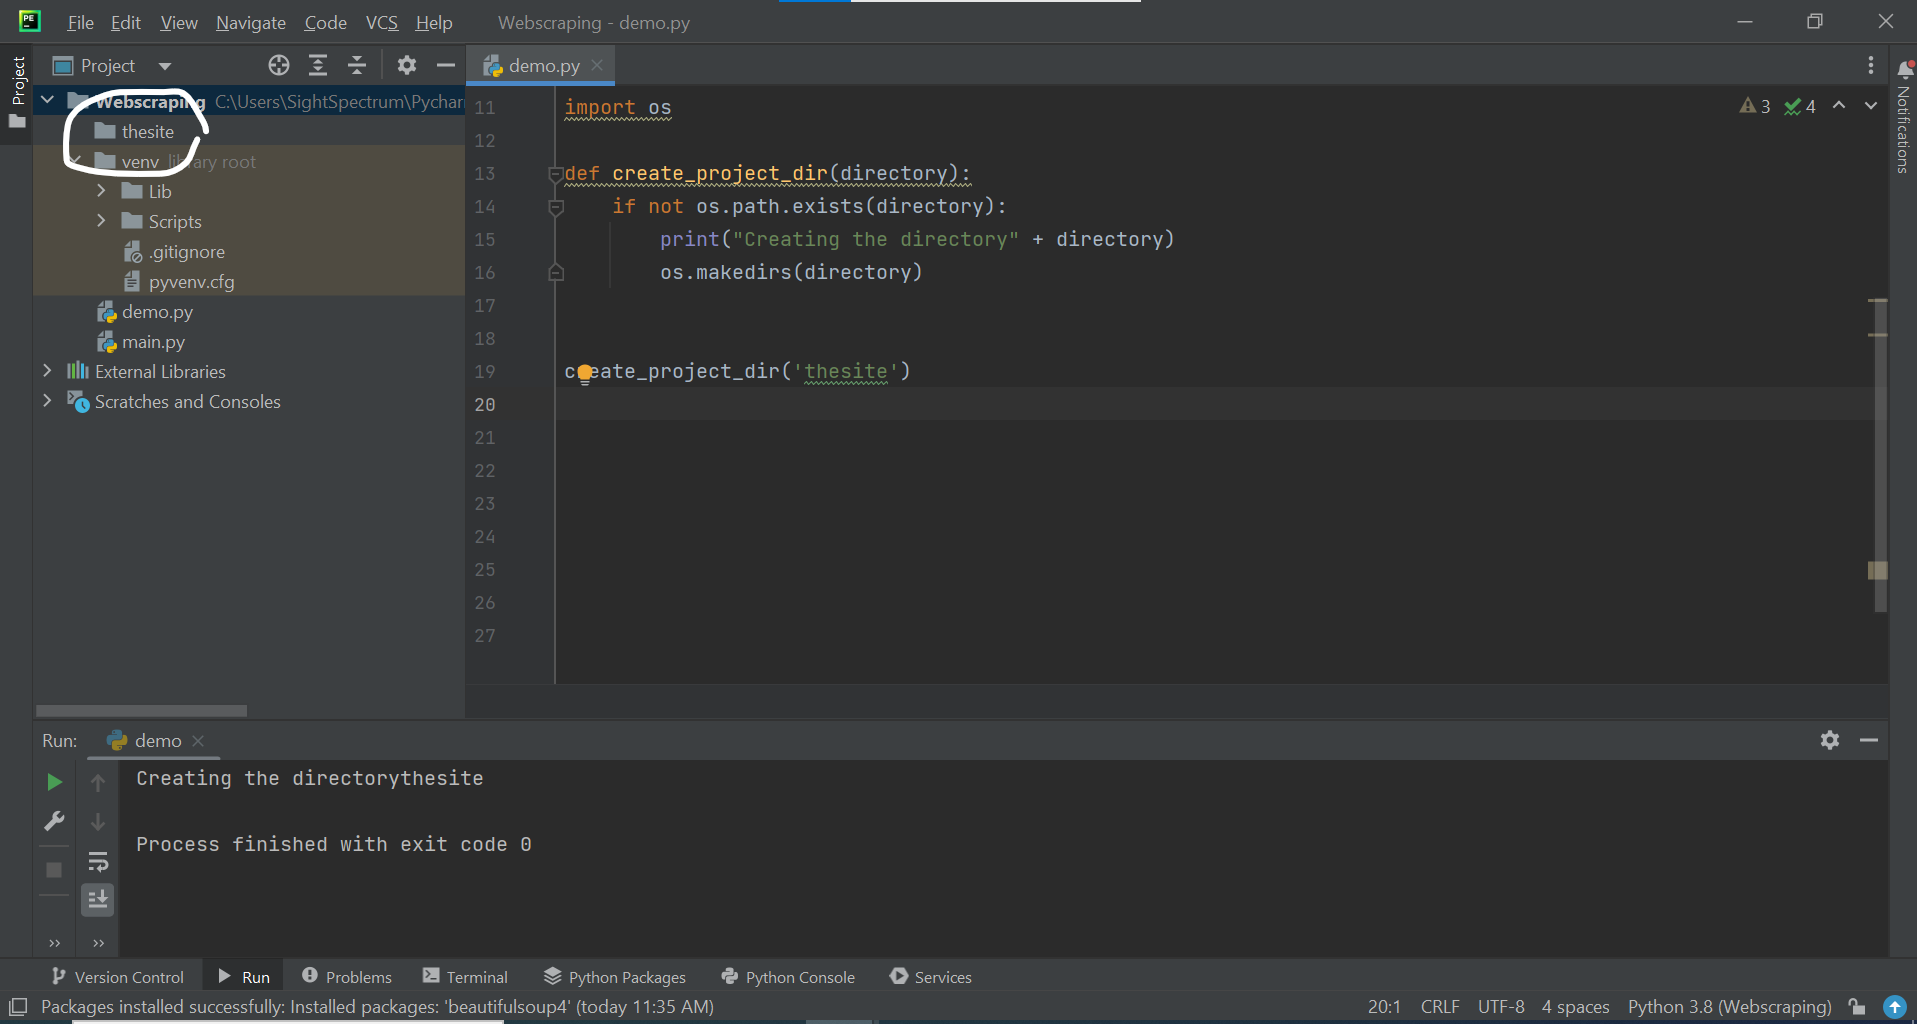 PE File Edit View Navigate Code VCS Help Webscraping - demo.py
Project
Project
demo.py
Webscraping C:\Users\SightSpectrum\Pychar
thesite
venv library root
Lib
Scripts
.gitignore
pyvenv.cfg
demo.py
main.py
External Libraries
Scratches and Consoles
3 4
11 import os
12
13 def create_project_dir(directory):
14 if not os.path.exists(directory):
15 print("Creating the directory" + directory)
16 os.makedirs(directory)
17
18
19 create_project_dir('thesite')
20
21
22
23
24
25
26
27
Notifications
Run: demo
Creating the directorythesite
Process finished with exit code 0
Version Control Run Problems Terminal Python Packages Python Console Services
Packages installed successfully: Installed packages: 'beautifulsoup4' (today 11:35 AM) 20:1 CRLF UTF-8 4 spaces Python 3.8 (Webscraping)